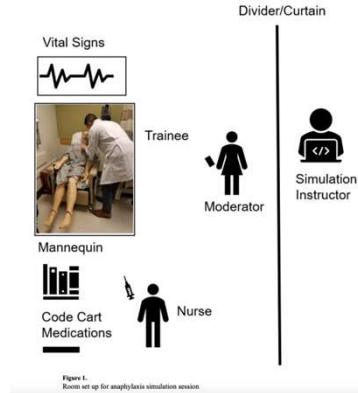 Divider/Curtain
Vital Signs
Trainee
</>
Simulation
Instructor
Moderator
Mannequin
Nurse
Code Cart
Medications
Figure 1.
Room set up for anaphylaxis simulation session